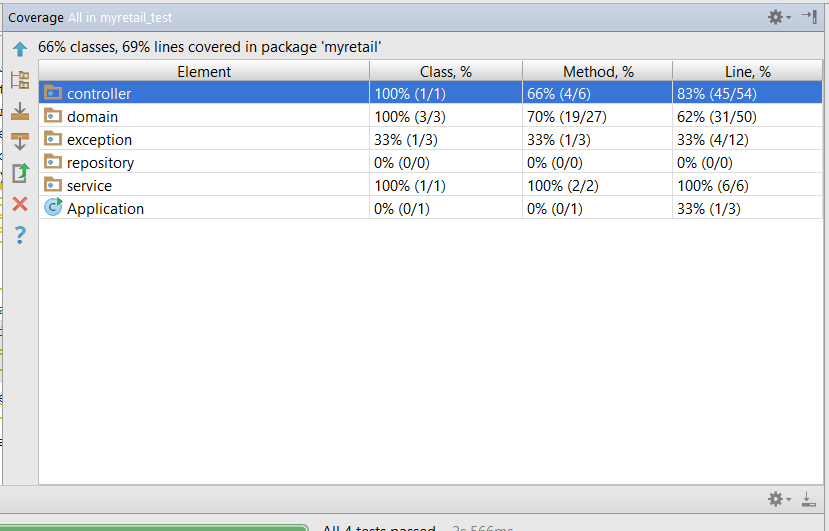 Coverage All in myretail_test
66% classes, 69% lines covered in package 'myretail'
Element Class, % Method, % Line, %
controller 100% (1/1) 66% (4/6) 83% (45/54)
domain 100% (3/3) 70% (19/27) 62% (31/50)
exception 33% (1/3) 33% (1/3) 33% (4/12)
repository 0% (0/0) 0% (0/0) 0% (0/0)
service 100% (1/1) 100% (2/2) 100% (6/6)
C Application 0% (0/1) 0% (0/1) 33% (1/3)
?
All 4 tests passed - 2s 566ms